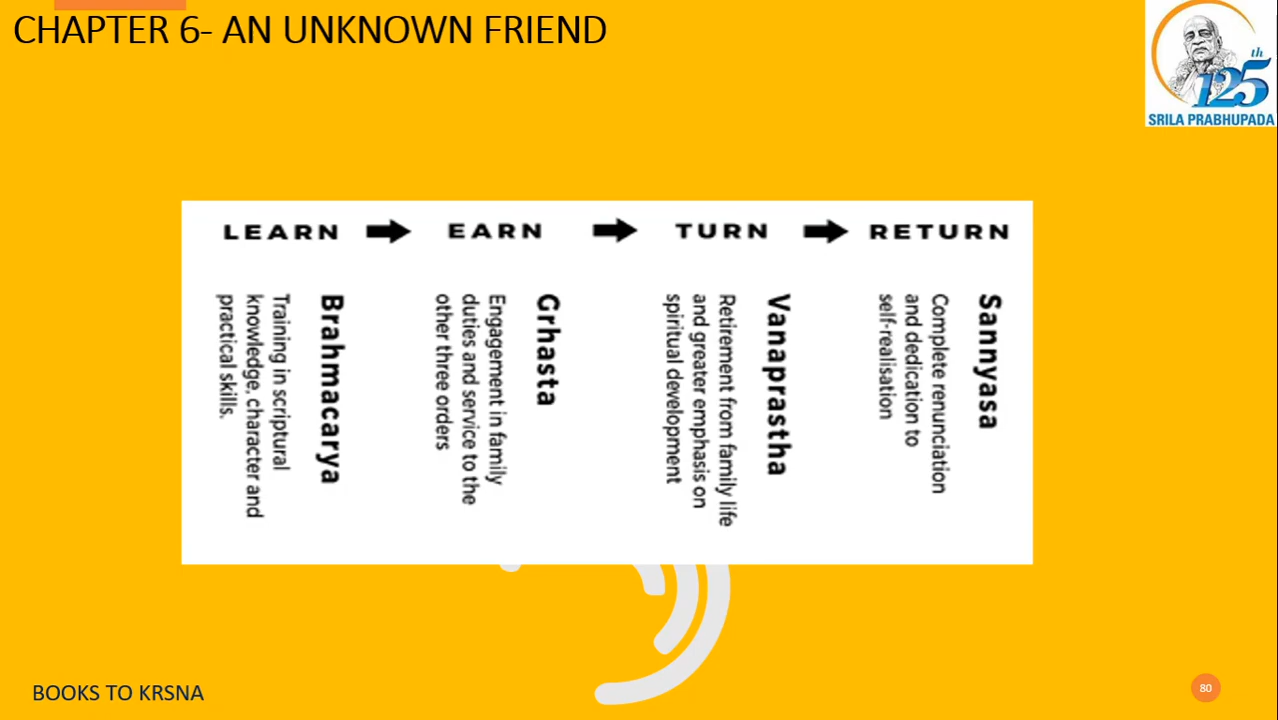 CHAPTER 6- AN UNKNOWN FRIEND
125th
SRILA PRABHUPADA
LEARN
EARN
TURN
RETURN
Brahmacarya
Training in scriptural
knowledge, character and
practical skills.
Grhasta
Engagement in family
duties and service to the
other three orders
Vanaprastha
Retirement from family life
and greater emphasis on
spiritual development
Sannyasa
Complete renunciation
and dedication to
self-realisation
BOOKS TO KRSNA
80